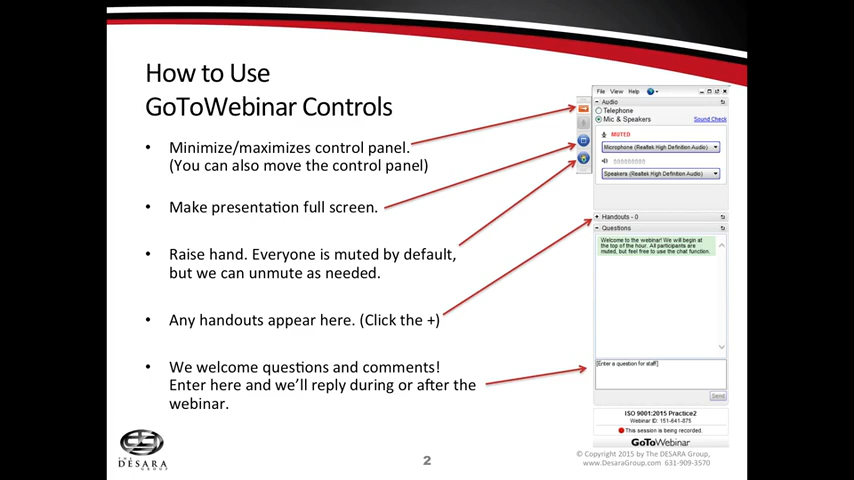 How to Use
GoToWebinar Controls
• Minimize/maximizes control panel.
(You can also move the control panel)
• Make presentation full screen.
• Raise hand. Everyone is muted by default,
but we can unmute as needed.
• Any handouts appear here. (Click the +)
• We welcome questions and comments!
Enter here and we'll reply during or after the
webinar.
File View Help
Audio
Telephone
Mic & Speakers Sound Check
MUTED
Microphone (Realtek High Definition Audio)
Speakers (Realtek High Definition Audio)
Handouts - 0
Questions
Welcome to the webinar! We will begin at
the top of the hour. All participants are
muted, but feel free to use the chat function.
[Enter a question for staff]
Send
ISO 9001:2015 Practice2
Webinar ID: 151-641-875
This session is being recorded.
GoToWebinar
THE
DESARA
GROUP
2
© Copyright 2015 by The DESARA Group,
www.DesaraGroup.com 631-909-3570